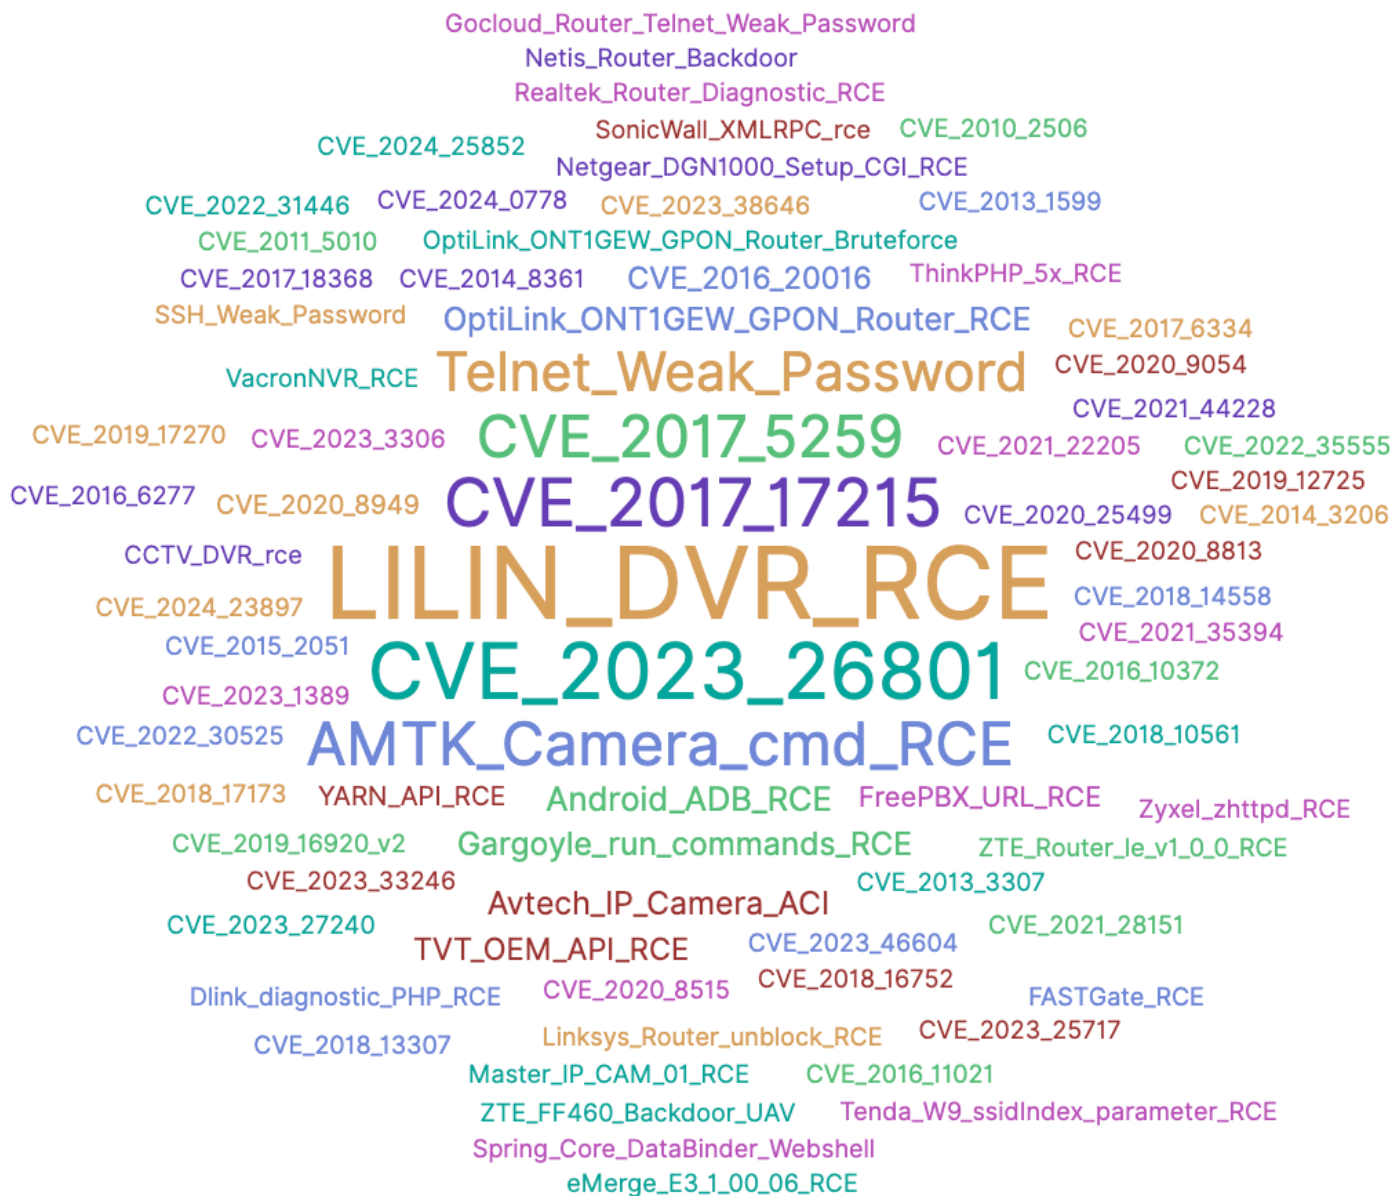 Gocloud_Router_Telnet_Weak_Password
Netis_Router_Backdoor
Realtek_Router_Diagnostic_RCE
SonicWall_XMLRPC_rce CVE_2010_2506
CVE_2024_25852
Netgear_DGN1000_Setup_CGI_RCE
CVE_2022_31446 CVE_2024_0778 CVE_2023_38646 CVE_2013_1599
CVE_2011_5010 OptiLink_ONT1GEW_GPON_Router_Bruteforce
CVE_2017_18368 CVE_2014_8361 CVE_2016_20016 ThinkPHP_5x_RCE
SSH_Weak_Password OptiLink_ONT1GEW_GPON_Router_RCE CVE_2017_6334
VacronNVR_RCE Telnet_Weak_Password CVE_2020_9054
CVE_2021_44228
CVE_2019_17270 CVE_2023_3306 CVE_2017_5259 CVE_2021_22205 CVE_2022_35555
CVE_2019_12725
CVE_2016_6277 CVE_2020_8949 CVE_2017_17215 CVE_2020_25499 CVE_2014_3206
CCTV_DVR_rce CVE_2020_8813
LILIN_DVR_RCE
CVE_2024_23897 CVE_2018_14558
CVE_2015_2051 CVE_2021_35394
CVE_2023_26801 CVE_2016_10372
CVE_2023_1389
CVE_2022_30525 AMTK_Camera_cmd_RCE CVE_2018_10561
CVE_2018_17173 YARN_API_RCE Android_ADB_RCE FreePBX_URL_RCE Zyxel_zhttpd_RCE
CVE_2019_16920_v2 Gargoyle_run_commands_RCE ZTE_Router_le_v1_0_0_RCE
CVE_2023_33246 CVE_2013_3307
Avtech_IP_Camera_ACI
CVE_2023_27240 CVE_2021_28151
TVT_OEM_API_RCE CVE_2023_46604
CVE_2018_16752
Dlink_diagnostic_PHP_RCE CVE_2020_8515 FASTGate_RCE
CVE_2018_13307 Linksys_Router_unblock_RCE CVE_2023_25717
Master_IP_CAM_01_RCE CVE_2016_11021
ZTE_FF460_Backdoor_UAV Tenda_W9_ssidIndex_parameter_RCE
Spring_Core_DataBinder_Webshell
eMerge_E3_1_00_06_RCE